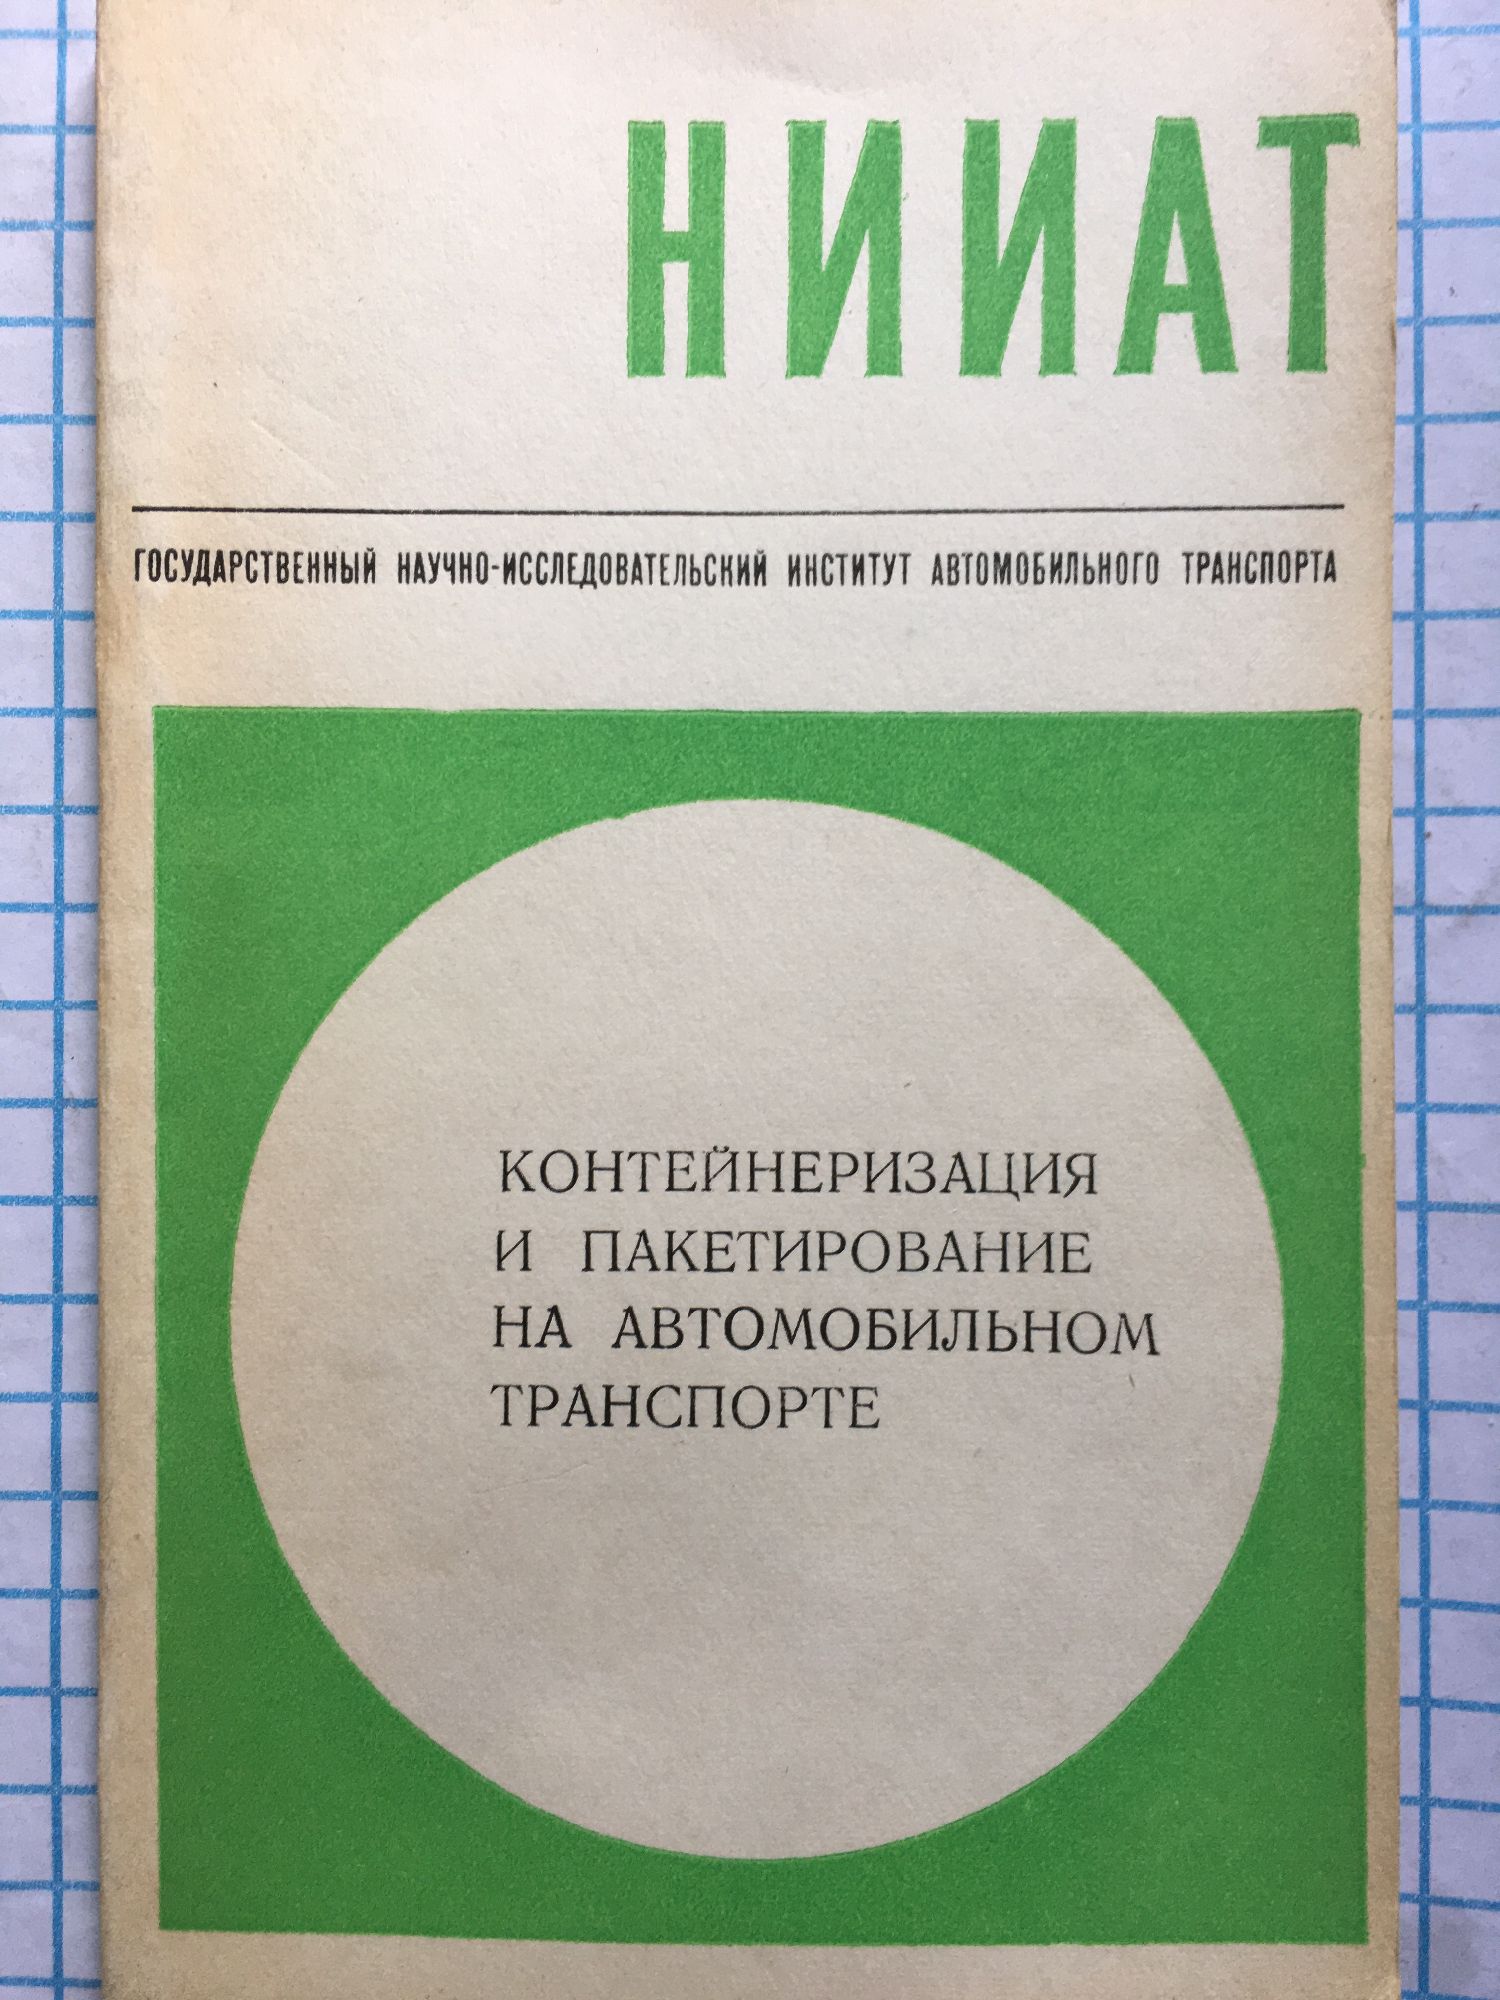 НИИАТ
ГОСУДАРСТВЕННЫЙ НАУЧНО-ИССЛЕДОВАТЕЛЬСКИЙ ИНСТИТУТ АВТОМОБИЛЬНОГО ТРАНСПОРТА
КОНТЕЙНЕРИЗАЦИЯ
И ПАКЕТИРОВАНИЕ
НА АВТОМОБИЛЬНОМ
ТРАНСПОРТЕ